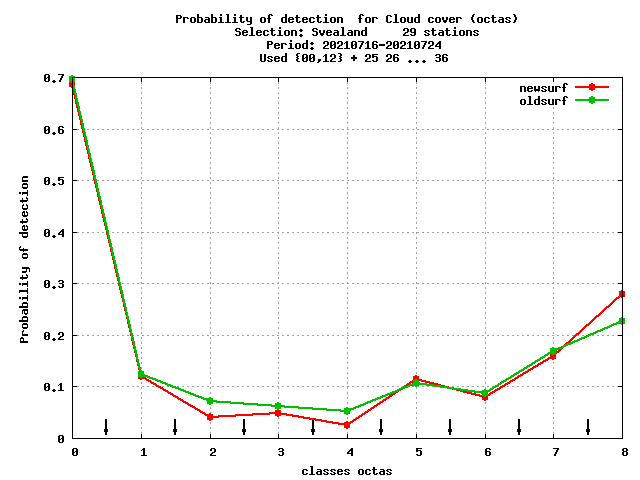 Probability of detection  for Cloud cover (octas)
Selection: Svealand     29 stations
Period: 20210716-20210724
Used {00,12} + 25 26 ... 36
newsurf
oldsurf
0.7
0.6
0.5
0.4
0.3
0.2
0.1
0
Probability of detection
0 1 2 3 4 5 6 7 8
classes octas